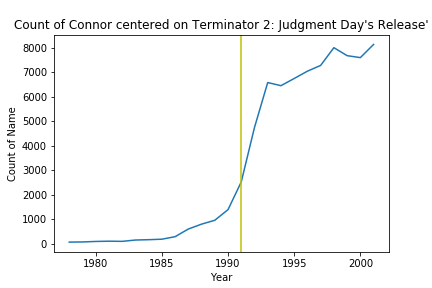 Count of Connor centered on Terminator 2: Judgment Day's Release'
8000
7000
6000
5000
4000
3000
2000
1000
0
Count of Name
1980 1985 1990 1995 2000
Year